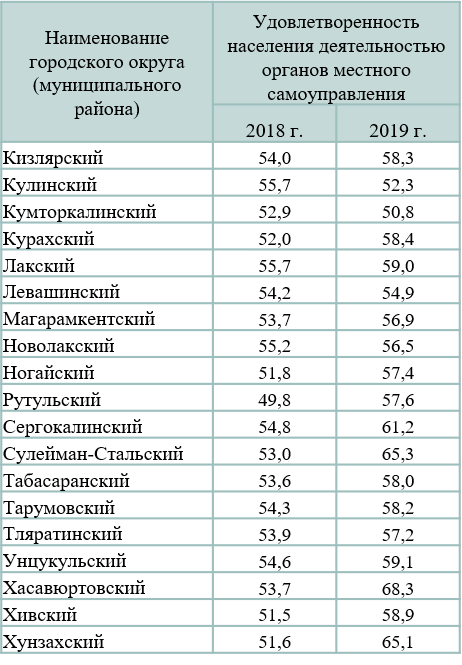 Наименование
городского округа
(муниципального
района)
Удовлетворенность
населения деятельностью
органов местного
самоуправления
2018 г. 2019 г.
Кизлярский 54,0 58,3
Кулинский 55,7 52,3
Кумторкалинский 52,9 50,8
Курахский 52,0 58,4
Лакский 55,7 59,0
Левашинский 54,2 54,9
Магарамкентский 53,7 56,9
Новолакский 55,2 56,5
Ногайский 51,8 57,4
Рутульский 49,8 57,6
Сергокалинский 54,8 61,2
Сулейман-Стальский 53,0 65,3
Табасаранский 53,6 58,0
Тарумовский 54,3 58,2
Тляратинский 53,9 57,2
Унцукульский 54,6 59,1
Хасавюртовский 53,7 68,3
Хивский 51,5 58,9
Хунзахский 51,6 65,1